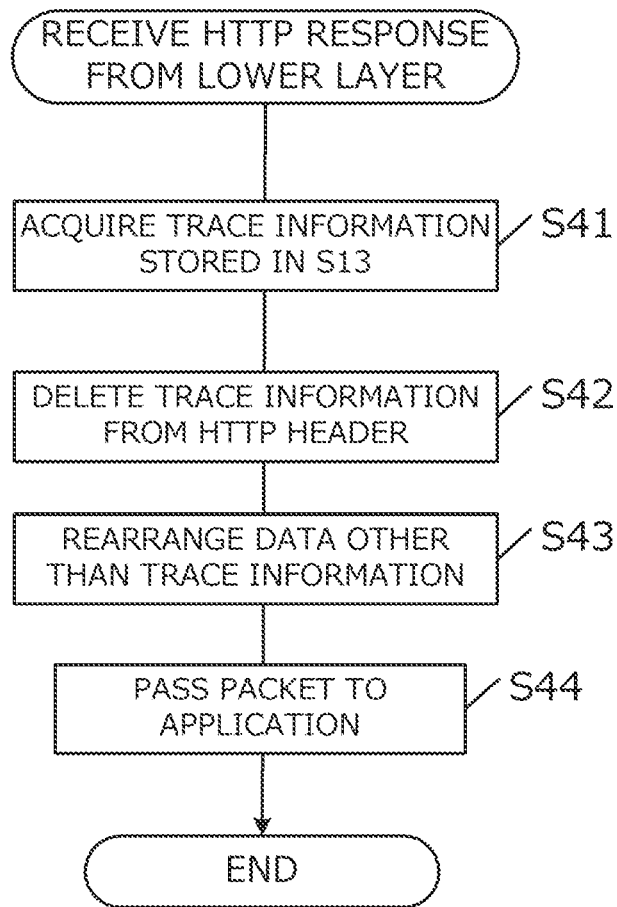 RECEIVE HTTP RESPONSE
FROM LOWER LAYER
ACQUIRE TRACE INFORMATION
STORED IN S13
S41
DELETE TRACE INFORMATION
FROM HTTP HEADER
S42
REARRANGE DATA OTHER
THAN TRACE INFORMATION
S43
PASS PACKET TO
APPLICATION
S44
END